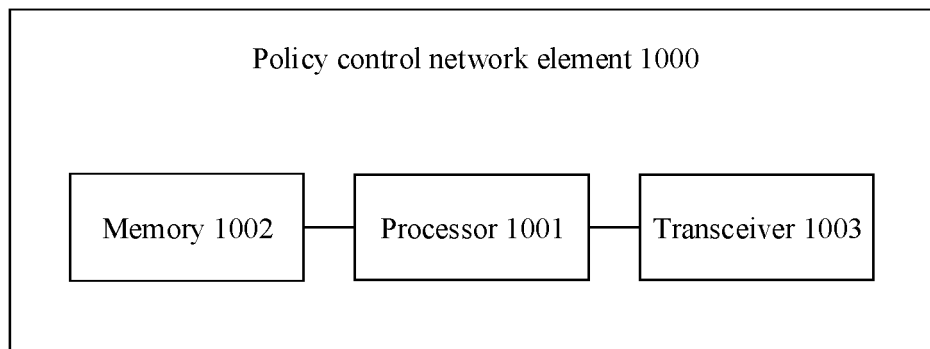 Policy control network element 1000
Memory 1002
Processor 1001
Transceiver 1003